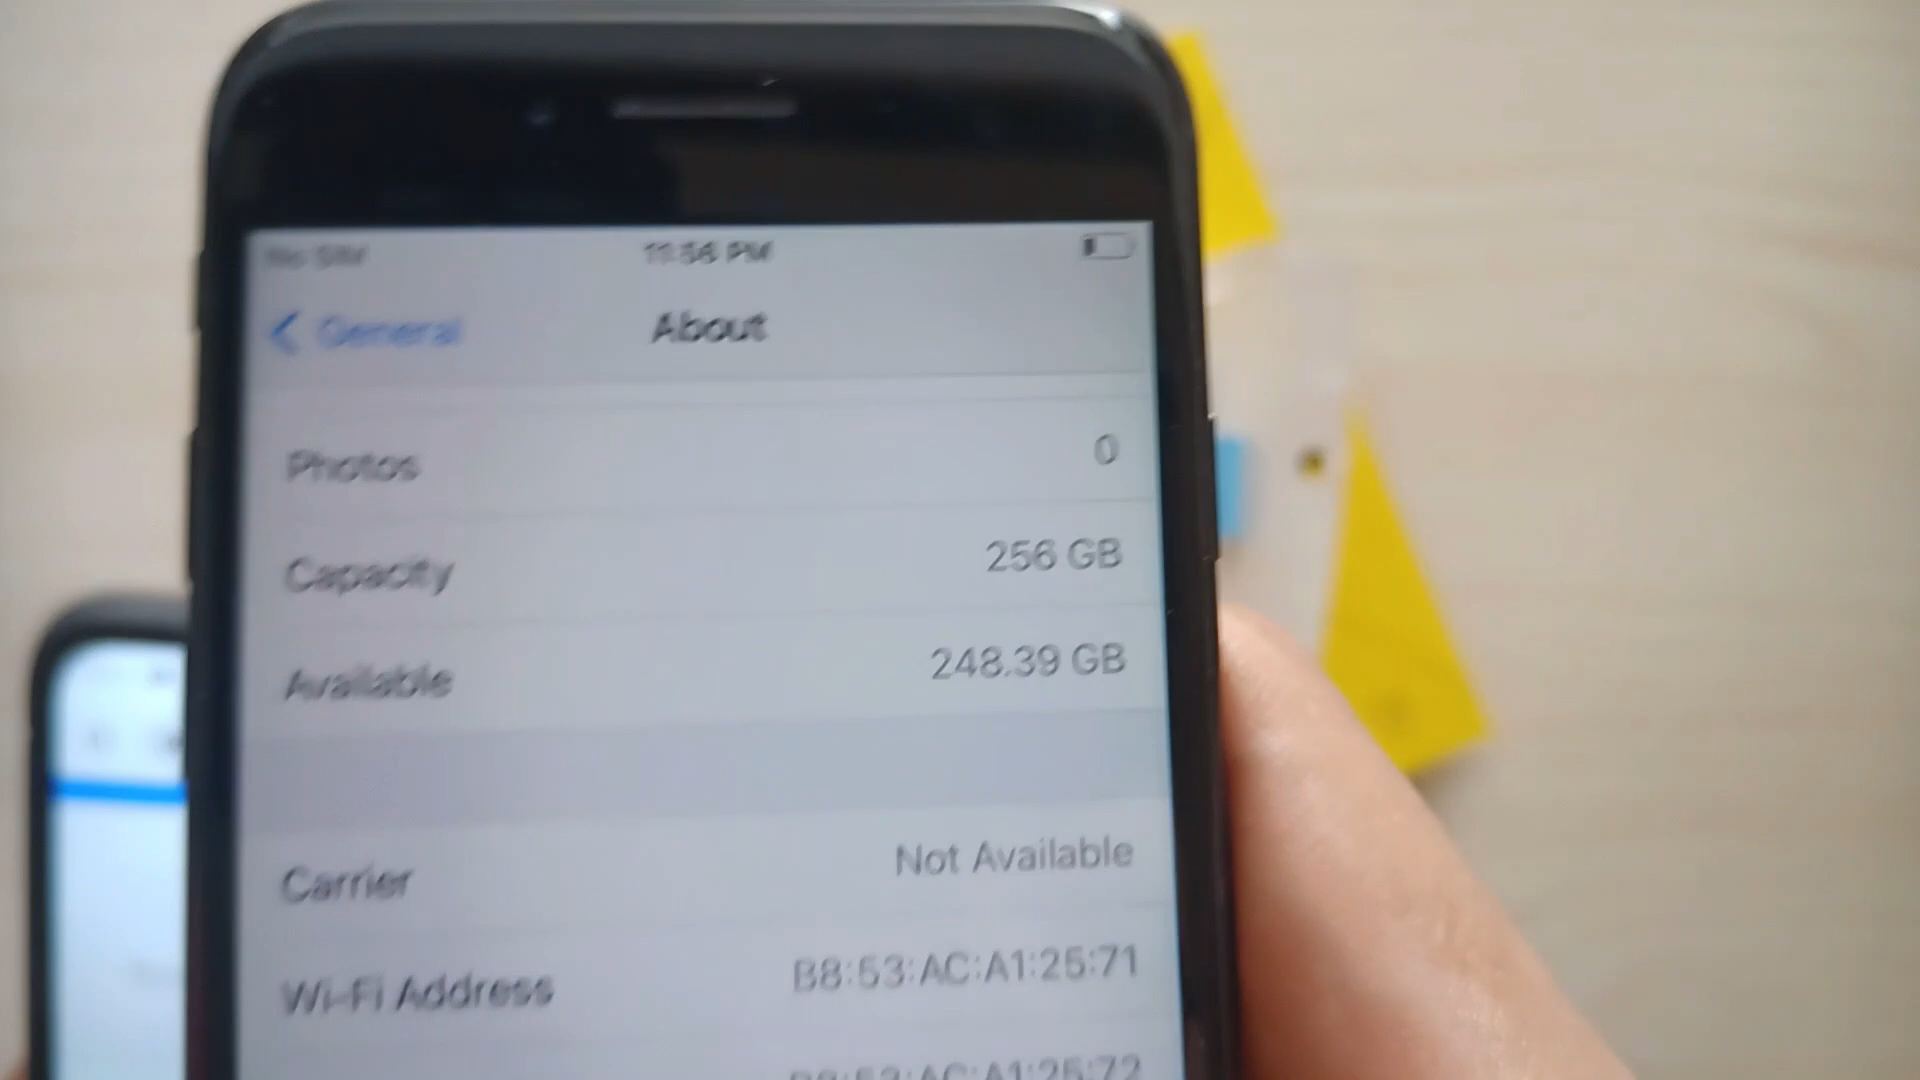 No SIM 11:56 PM
General About
Photos 0
Capacity 256 GB
Available 248.39 GB
Carrier Not Available
Wi-Fi Address B8:53:AC:A1:25:71
B8:53:AC:A1:25:72